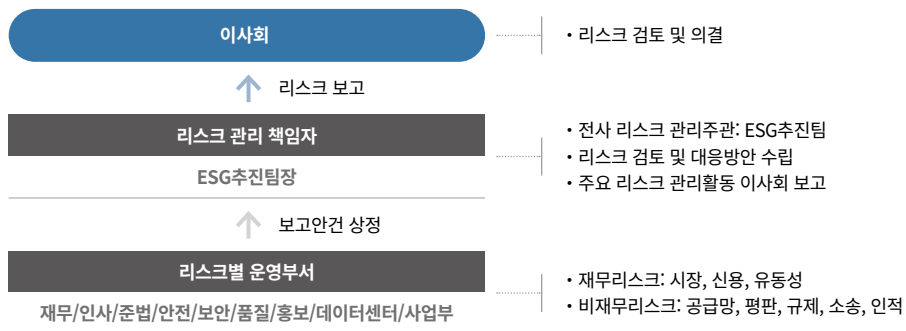 이사회
• 리스크 검토 및 의결
리스크 보고
리스크 관리 책임자
ESG추진팀장
• 전사 리스크 관리주관: ESG추진팀
• 리스크 검토 및 대응방안 수립
• 주요 리스크 관리활동 이사회 보고
보고안건 상정
리스크별 운영부서
재무/인사/준법/안전/보안/품질/홍보/데이터센터/사업부
• 재무리스크: 시장, 신용, 유동성
• 비재무리스크: 공급망, 평판, 규제, 소송, 인적